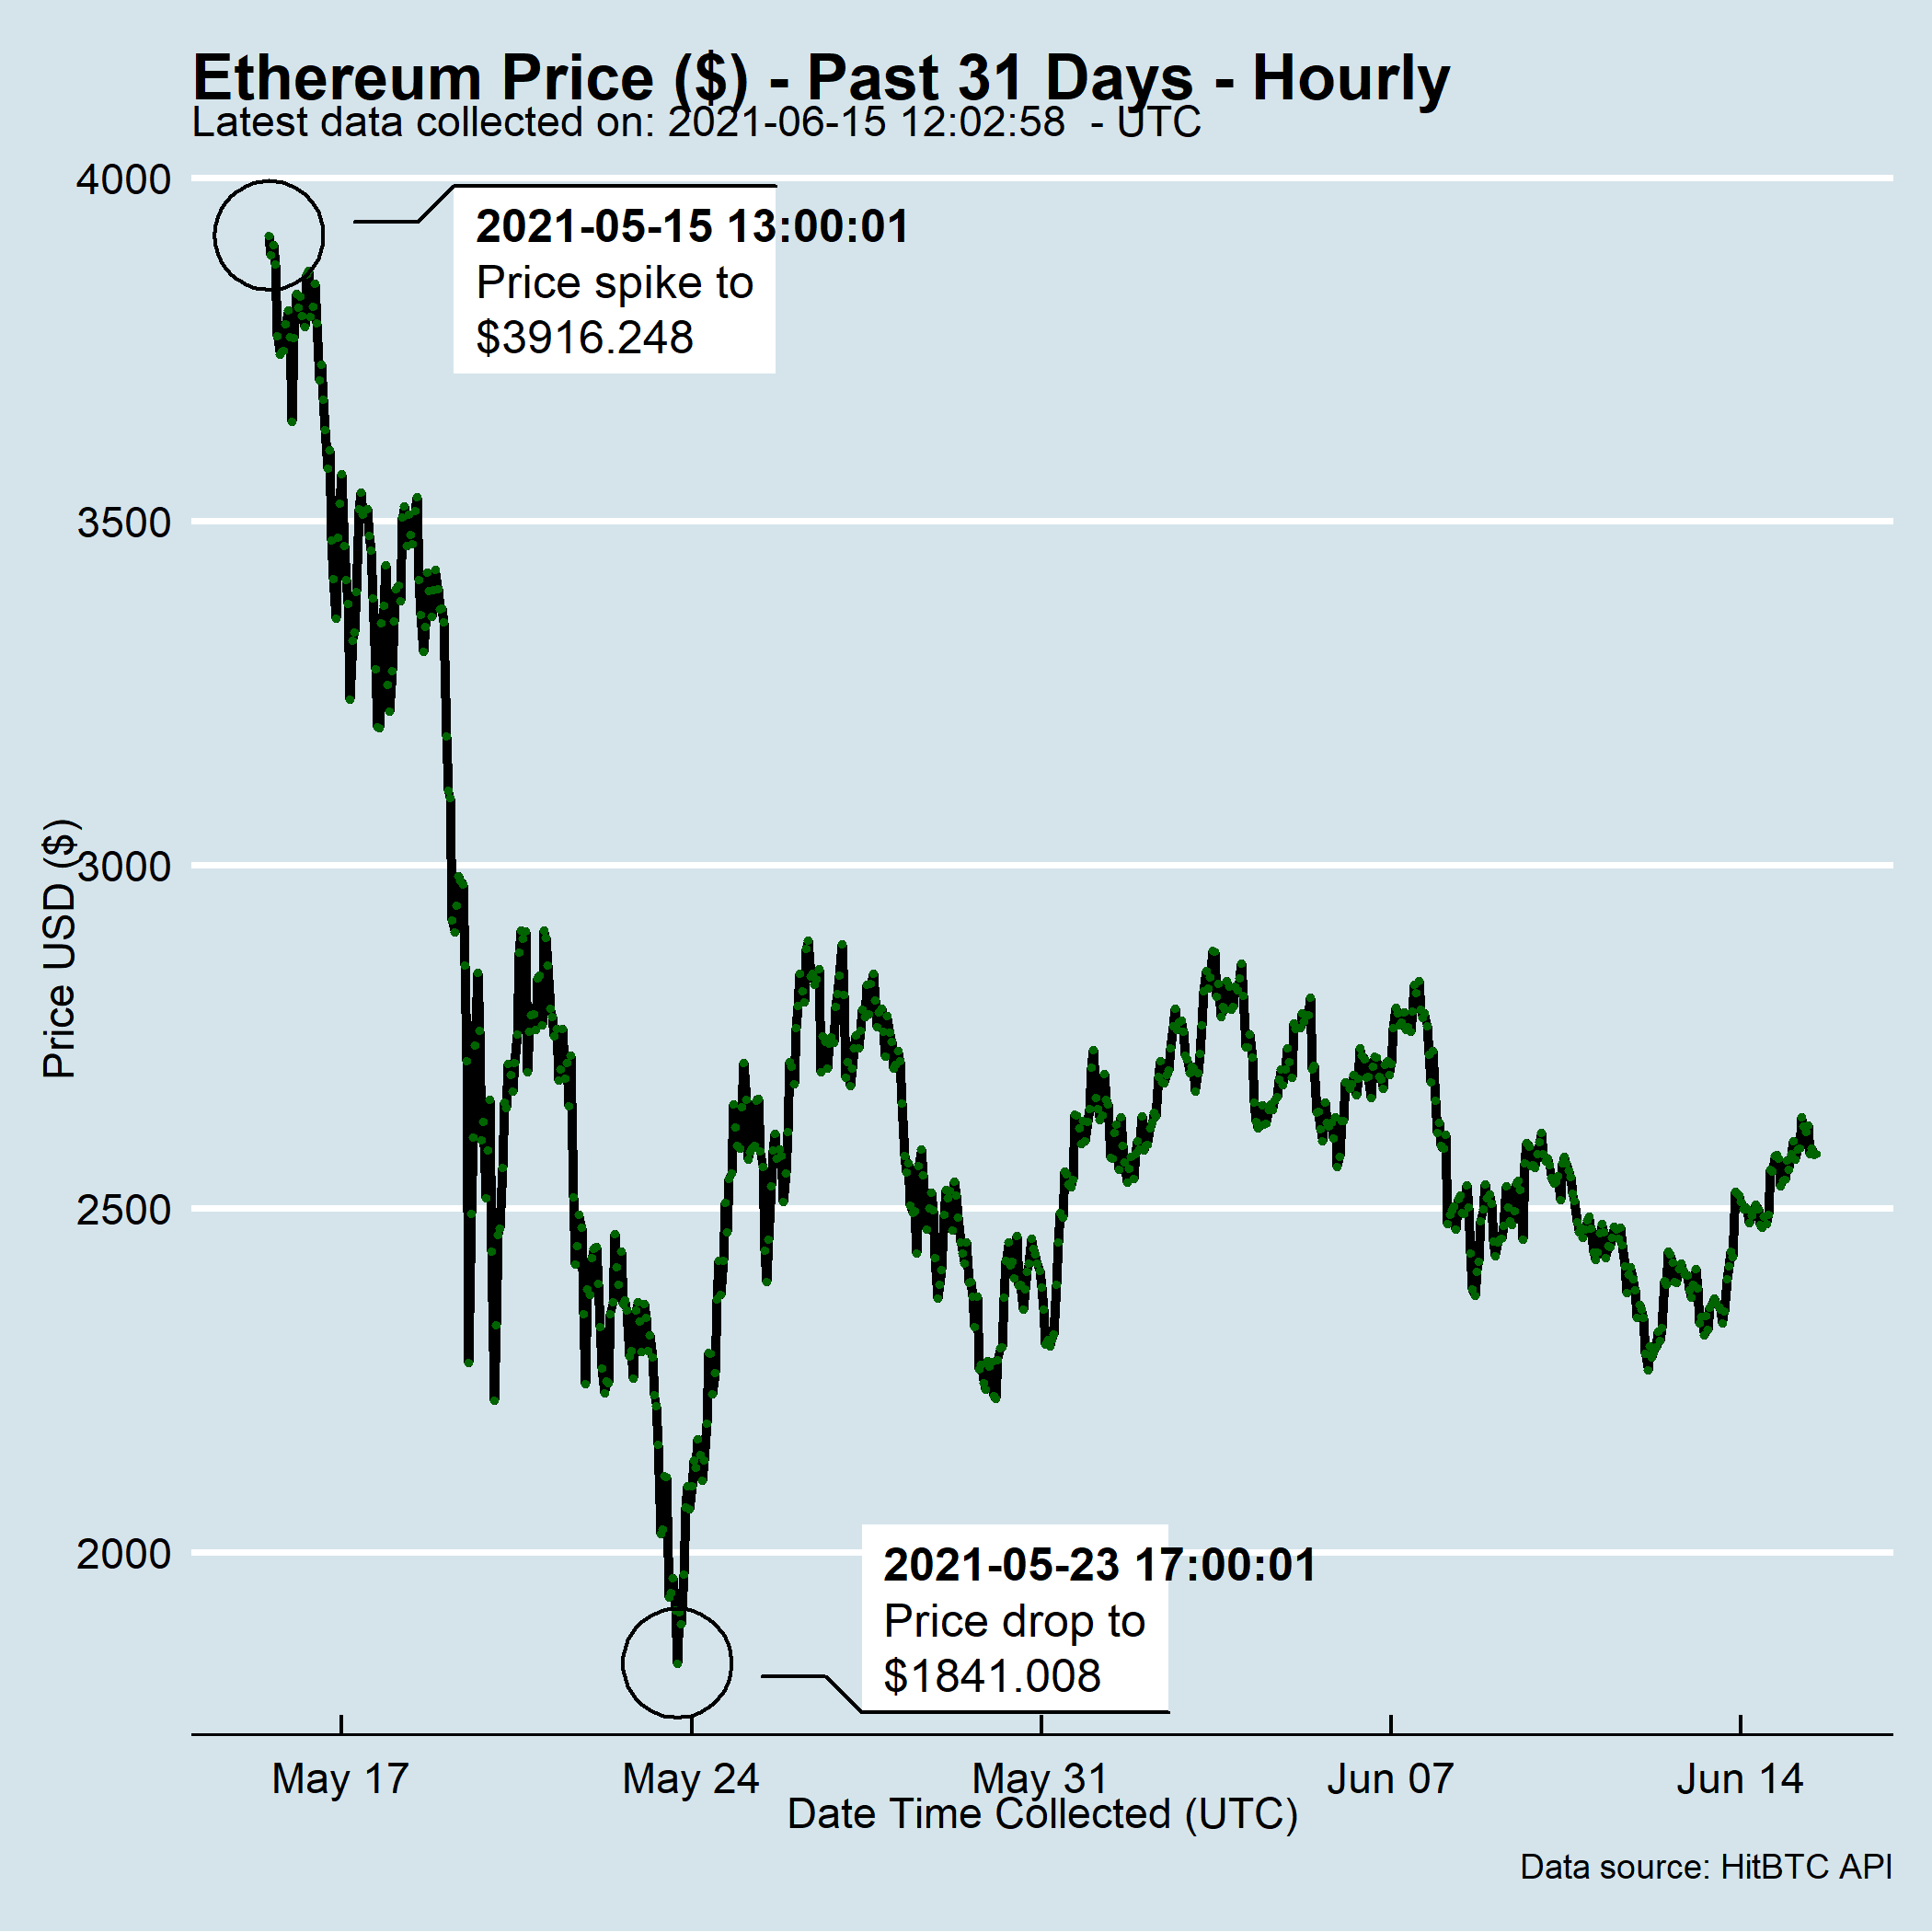 Ethereum Price ($) - Past 31 Days - Hourly
Latest data collected on: 2021-06-15 12:02:58  - UTC
4000
2021-05-15 13:00:01
Price spike to
$3916.248
3500
3000
Price USD ($)
2500
2000
2021-05-23 17:00:01
Price drop to
$1841.008
May 17 May 24 May 31 Jun 07 Jun 14
Date Time Collected (UTC)
Data source: HitBTC API